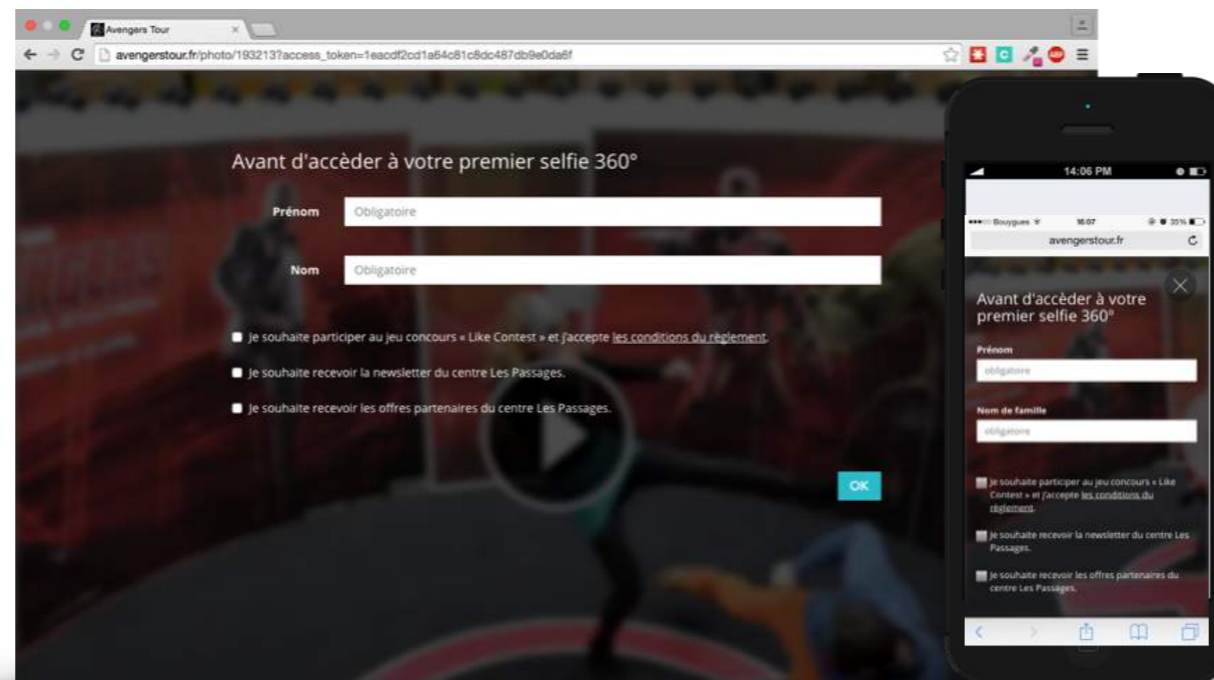 Avengers Tour
avengerstour.fr/photo/193213?access_token=1eacdf2cd1a64c81c8dc487db9e0da6f
ABP
Avant d'accèder à votre premier selfie 360°
Prénom
Obligatoire
Nom
Obligatoire
Je souhaite participer au jeu concours « Like Contest » et j'accepte les conditions du règlement.
Je souhaite recevoir la newsletter du centre Les Passages.
Je souhaite recevoir les offres partenaires du centre Les Passages.
OK
14:06 PM
Bouygues
16:07
35%
avengerstour.fr
Avant d'accèder à votre
premier selfie 360°
Prénom
obligatoire
Nom de famille
obligatoire
Je souhaite participer au jeu concours « Like
Contest » et j'accepte les conditions du
règlement.
Je souhaite recevoir la newsletter du centre Les
Passages.
Je souhaite recevoir les offres partenaires du
centre Les Passages.